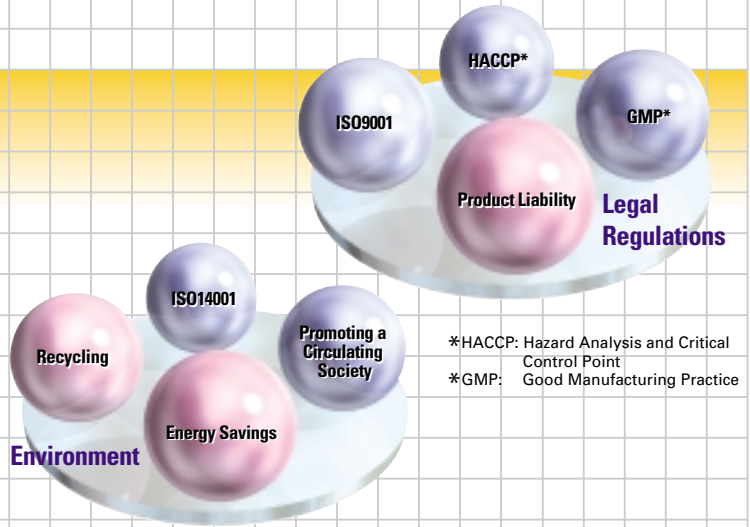 HACCP*
ISO9001
GMP*
Product Liability
Legal
Regulations
ISO14001
Recycling
Promoting a
Circulating
Society
Energy Savings
Environment
*HACCP: Hazard Analysis and Critical
Control Point
*GMP: Good Manufacturing Practice